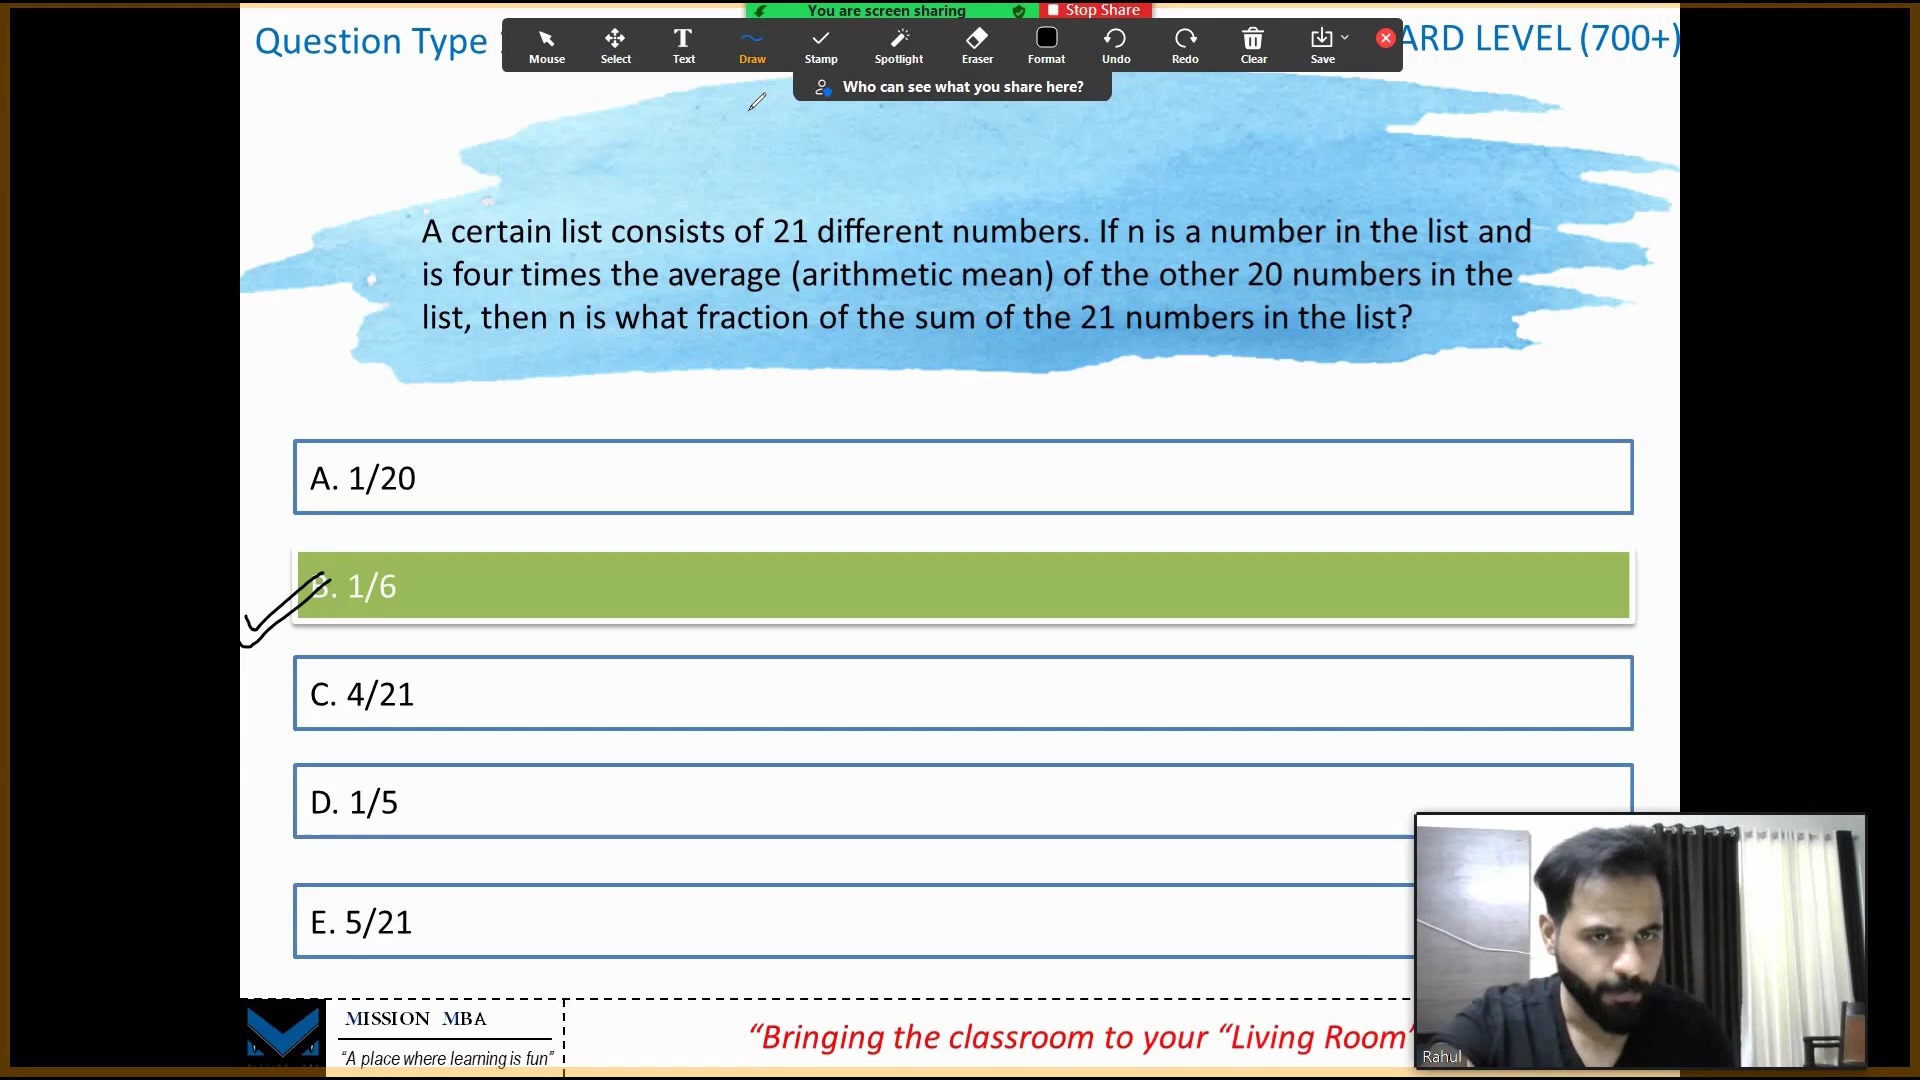 You are screen sharing
Stop Share
Question Type
ARD LEVEL (700+)
Mouse
Select
Text
Draw
Stamp
Spotlight
Eraser
Format
Undo
Redo
Clear
Save
Who can see what you share here?
A certain list consists of 21 different numbers. If n is a number in the list and
is four times the average (arithmetic mean) of the other 20 numbers in the
list, then n is what fraction of the sum of the 21 numbers in the list?
A. 1/20
B. 1/6
C. 4/21
D. 1/5
E. 5/21
MISSION MBA
“A place where learning is fun”
“Bringing the classroom to your “Living Room”
Rahul